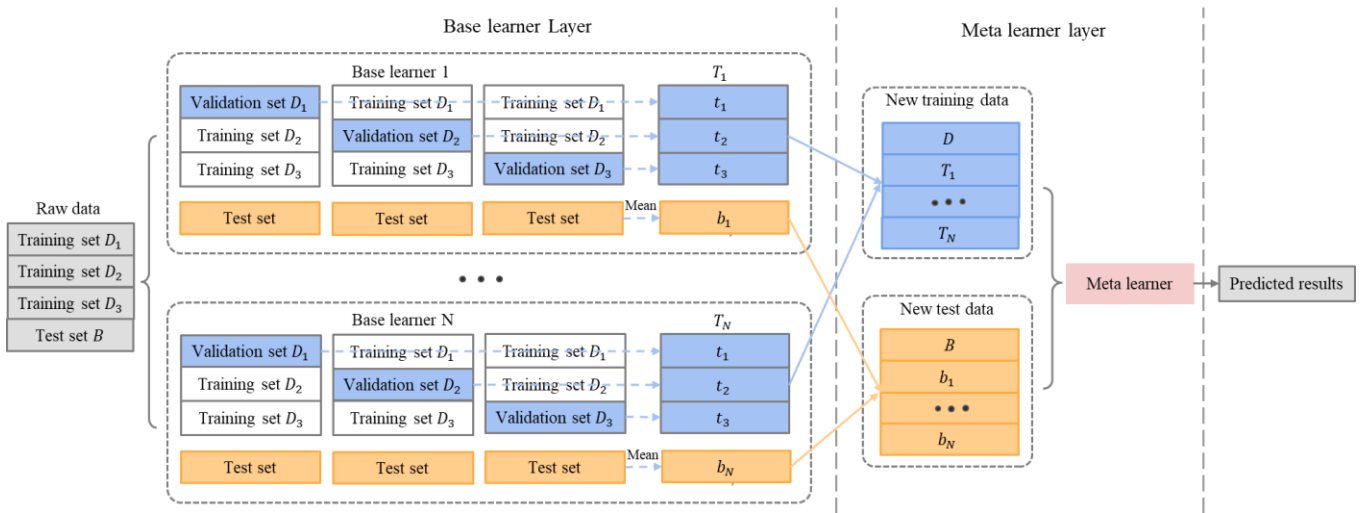 Base learner Layer
Meta learner layer
Raw data
Training set D₁
Training set D₂
Training set D₃
Test set B
Base learner 1
T₁
Validation set D₁
Training set D₁
Training set D₁
t₁
Training set D₂
Validation set D₂
Training set D₂
t₂
Training set D₃
Training set D₃
Validation set D₃
t₃
Test set
Test set
Test set
Mean
b₁
• • •
Base learner N
T_N
Validation set D₁
Training set D₁
Training set D₁
t₁
Training set D₂
Validation set D₂
Training set D₂
t₂
Training set D₃
Training set D₃
Validation set D₃
t₃
Test set
Test set
Test set
Mean
b_N
New training data
D
T₁
• • •
T_N
New test data
B
b₁
• • •
b_N
Meta learner
Predicted results